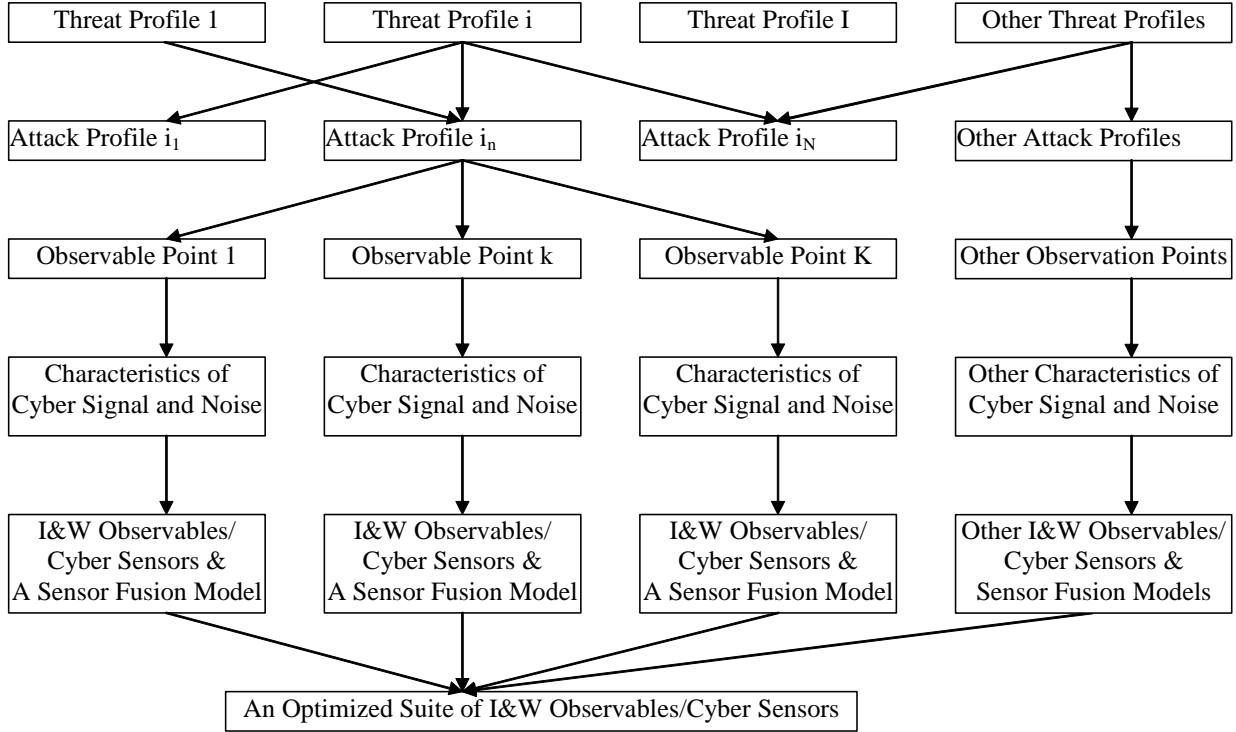 Threat Profile 1
Threat Profile i
Threat Profile I
Other Threat Profiles
Attack Profile i₁
Attack Profile iₙ
Attack Profile i_N
Other Attack Profiles
Observable Point 1
Observable Point k
Observable Point K
Other Observation Points
Characteristics of
Cyber Signal and Noise
Characteristics of
Cyber Signal and Noise
Characteristics of
Cyber Signal and Noise
Other Characteristics of
Cyber Signal and Noise
I&W Observables/
Cyber Sensors &
A Sensor Fusion Model
I&W Observables/
Cyber Sensors &
A Sensor Fusion Model
I&W Observables/
Cyber Sensors &
A Sensor Fusion Model
Other I&W Observables/
Cyber Sensors &
Sensor Fusion Models
An Optimized Suite of I&W Observables/Cyber Sensors